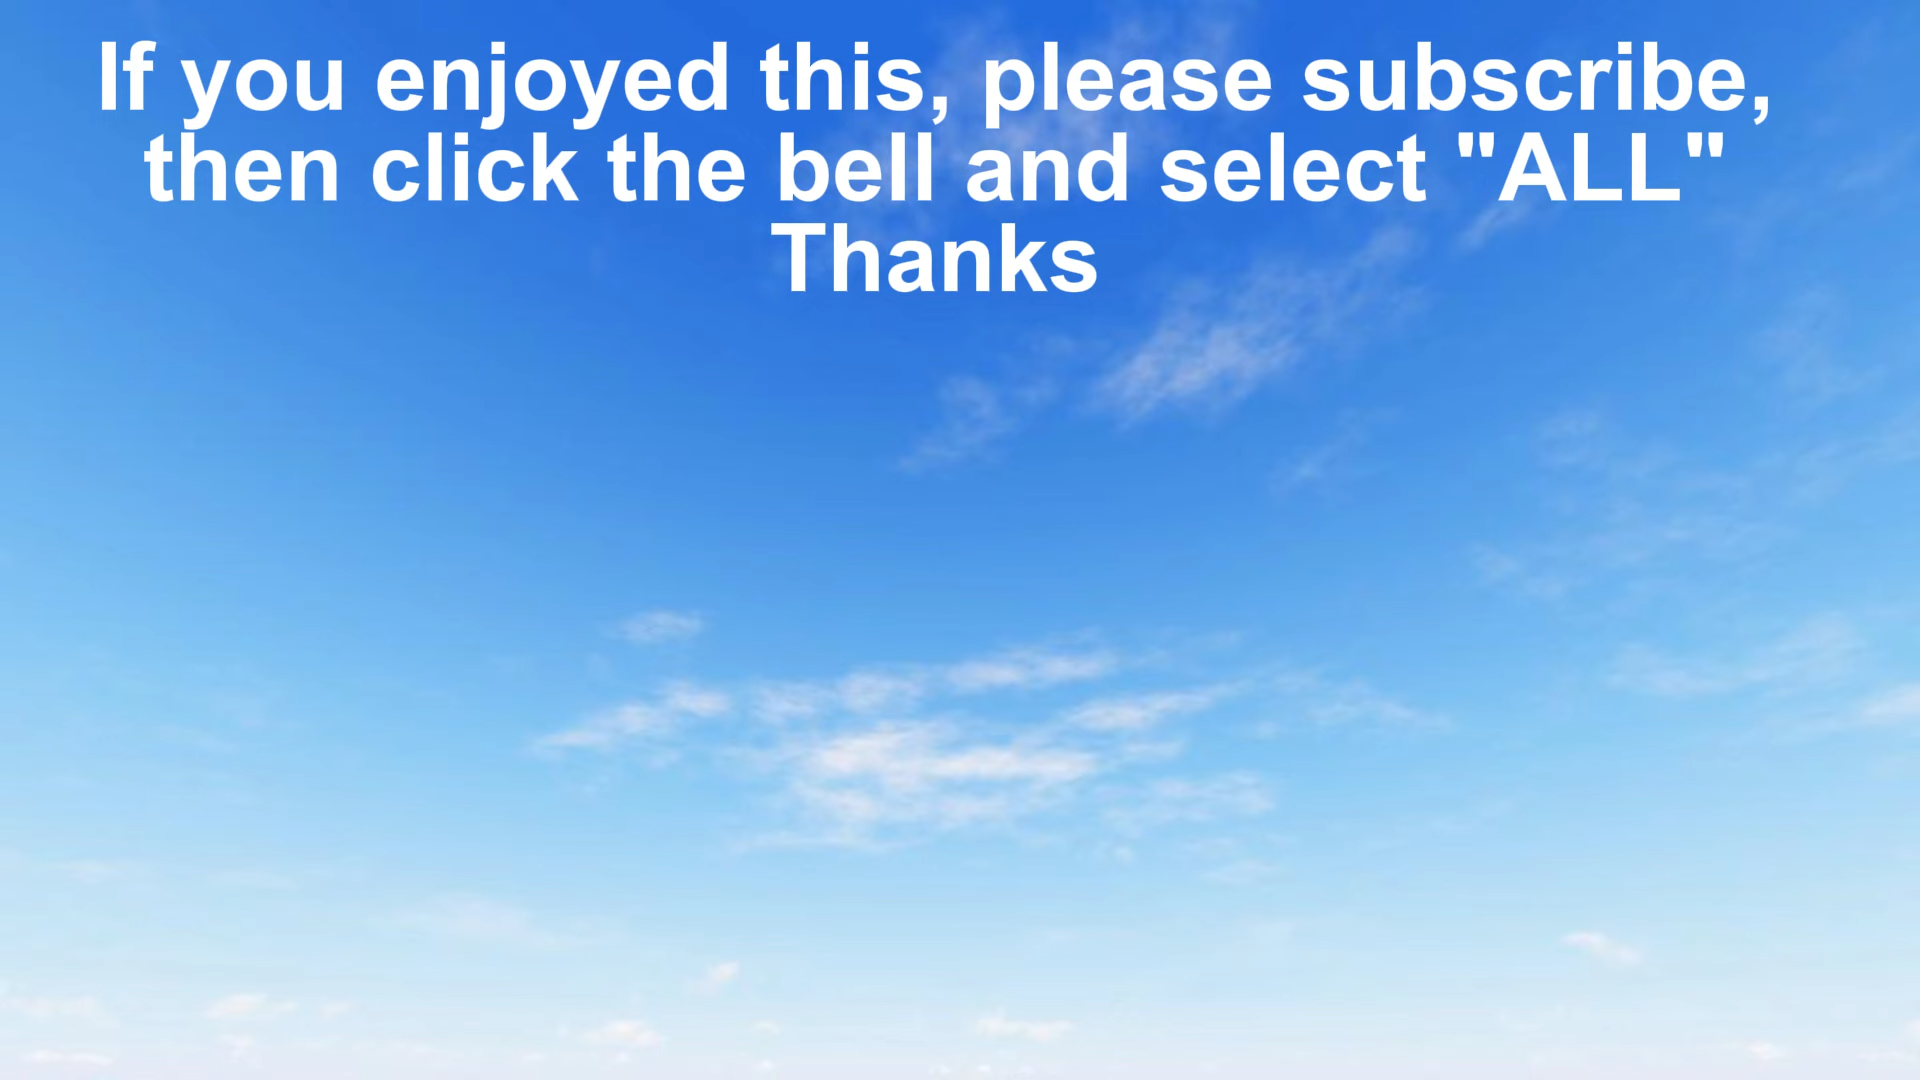 If you enjoyed this, please subscribe,
then click the bell and select "ALL"
Thanks